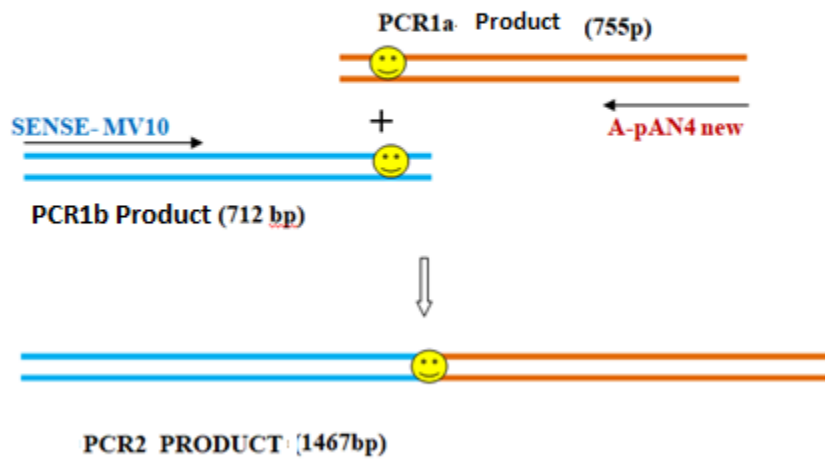 PCR1a Product (755p)
SENSE-MV10
+
A-pAN4 new
PCR1b Product (712 bp)
PCR2 PRODUCT (1467bp)